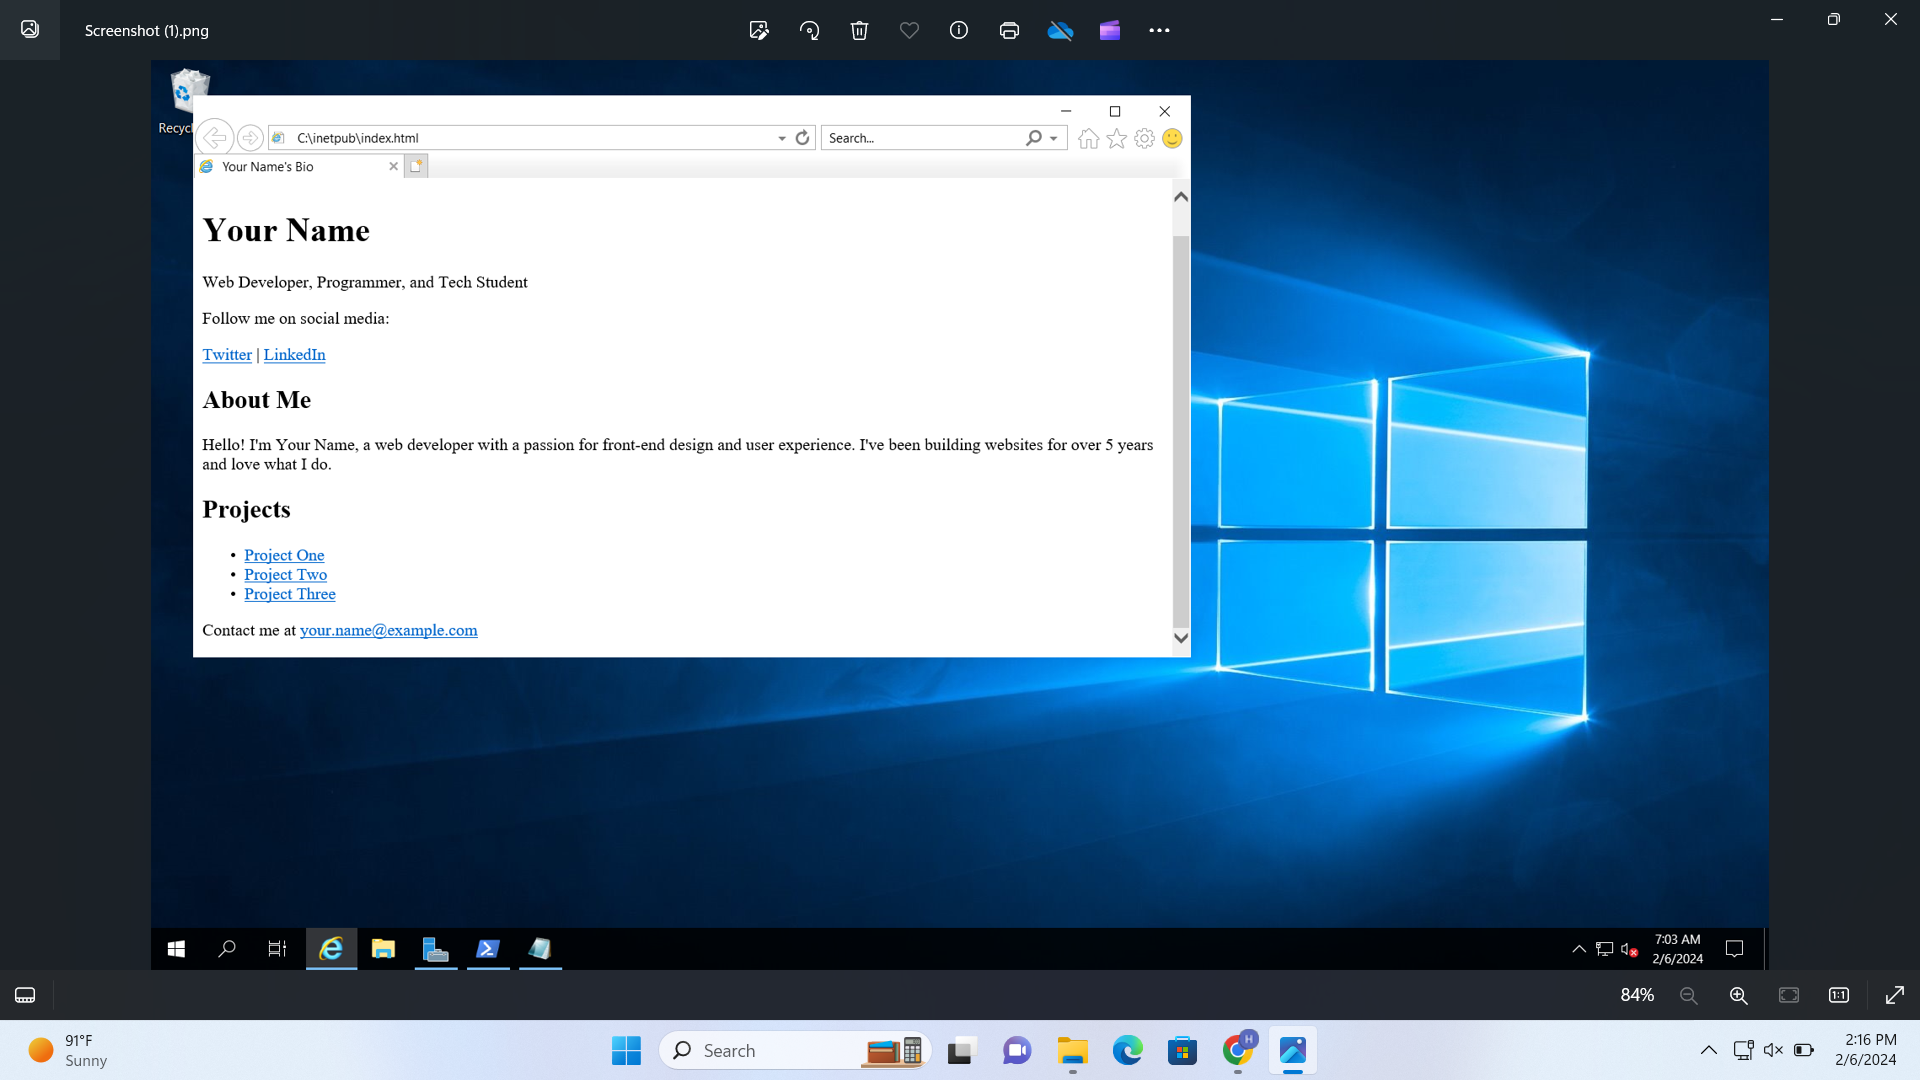 Screenshot (1).png
C:\inetpub\index.html
Search...
Your Name's Bio
Your Name
Web Developer, Programmer, and Tech Student
Follow me on social media:
Twitter | LinkedIn
About Me
Hello! I'm Your Name, a web developer with a passion for front-end design and user experience. I've been building websites for over 5 years
and love what I do.
Projects
• Project One
• Project Two
• Project Three
Contact me at your.name@example.com
7:03 AM
2/6/2024
84%
91°F
Sunny
Search
H
2:16 PM
2/6/2024